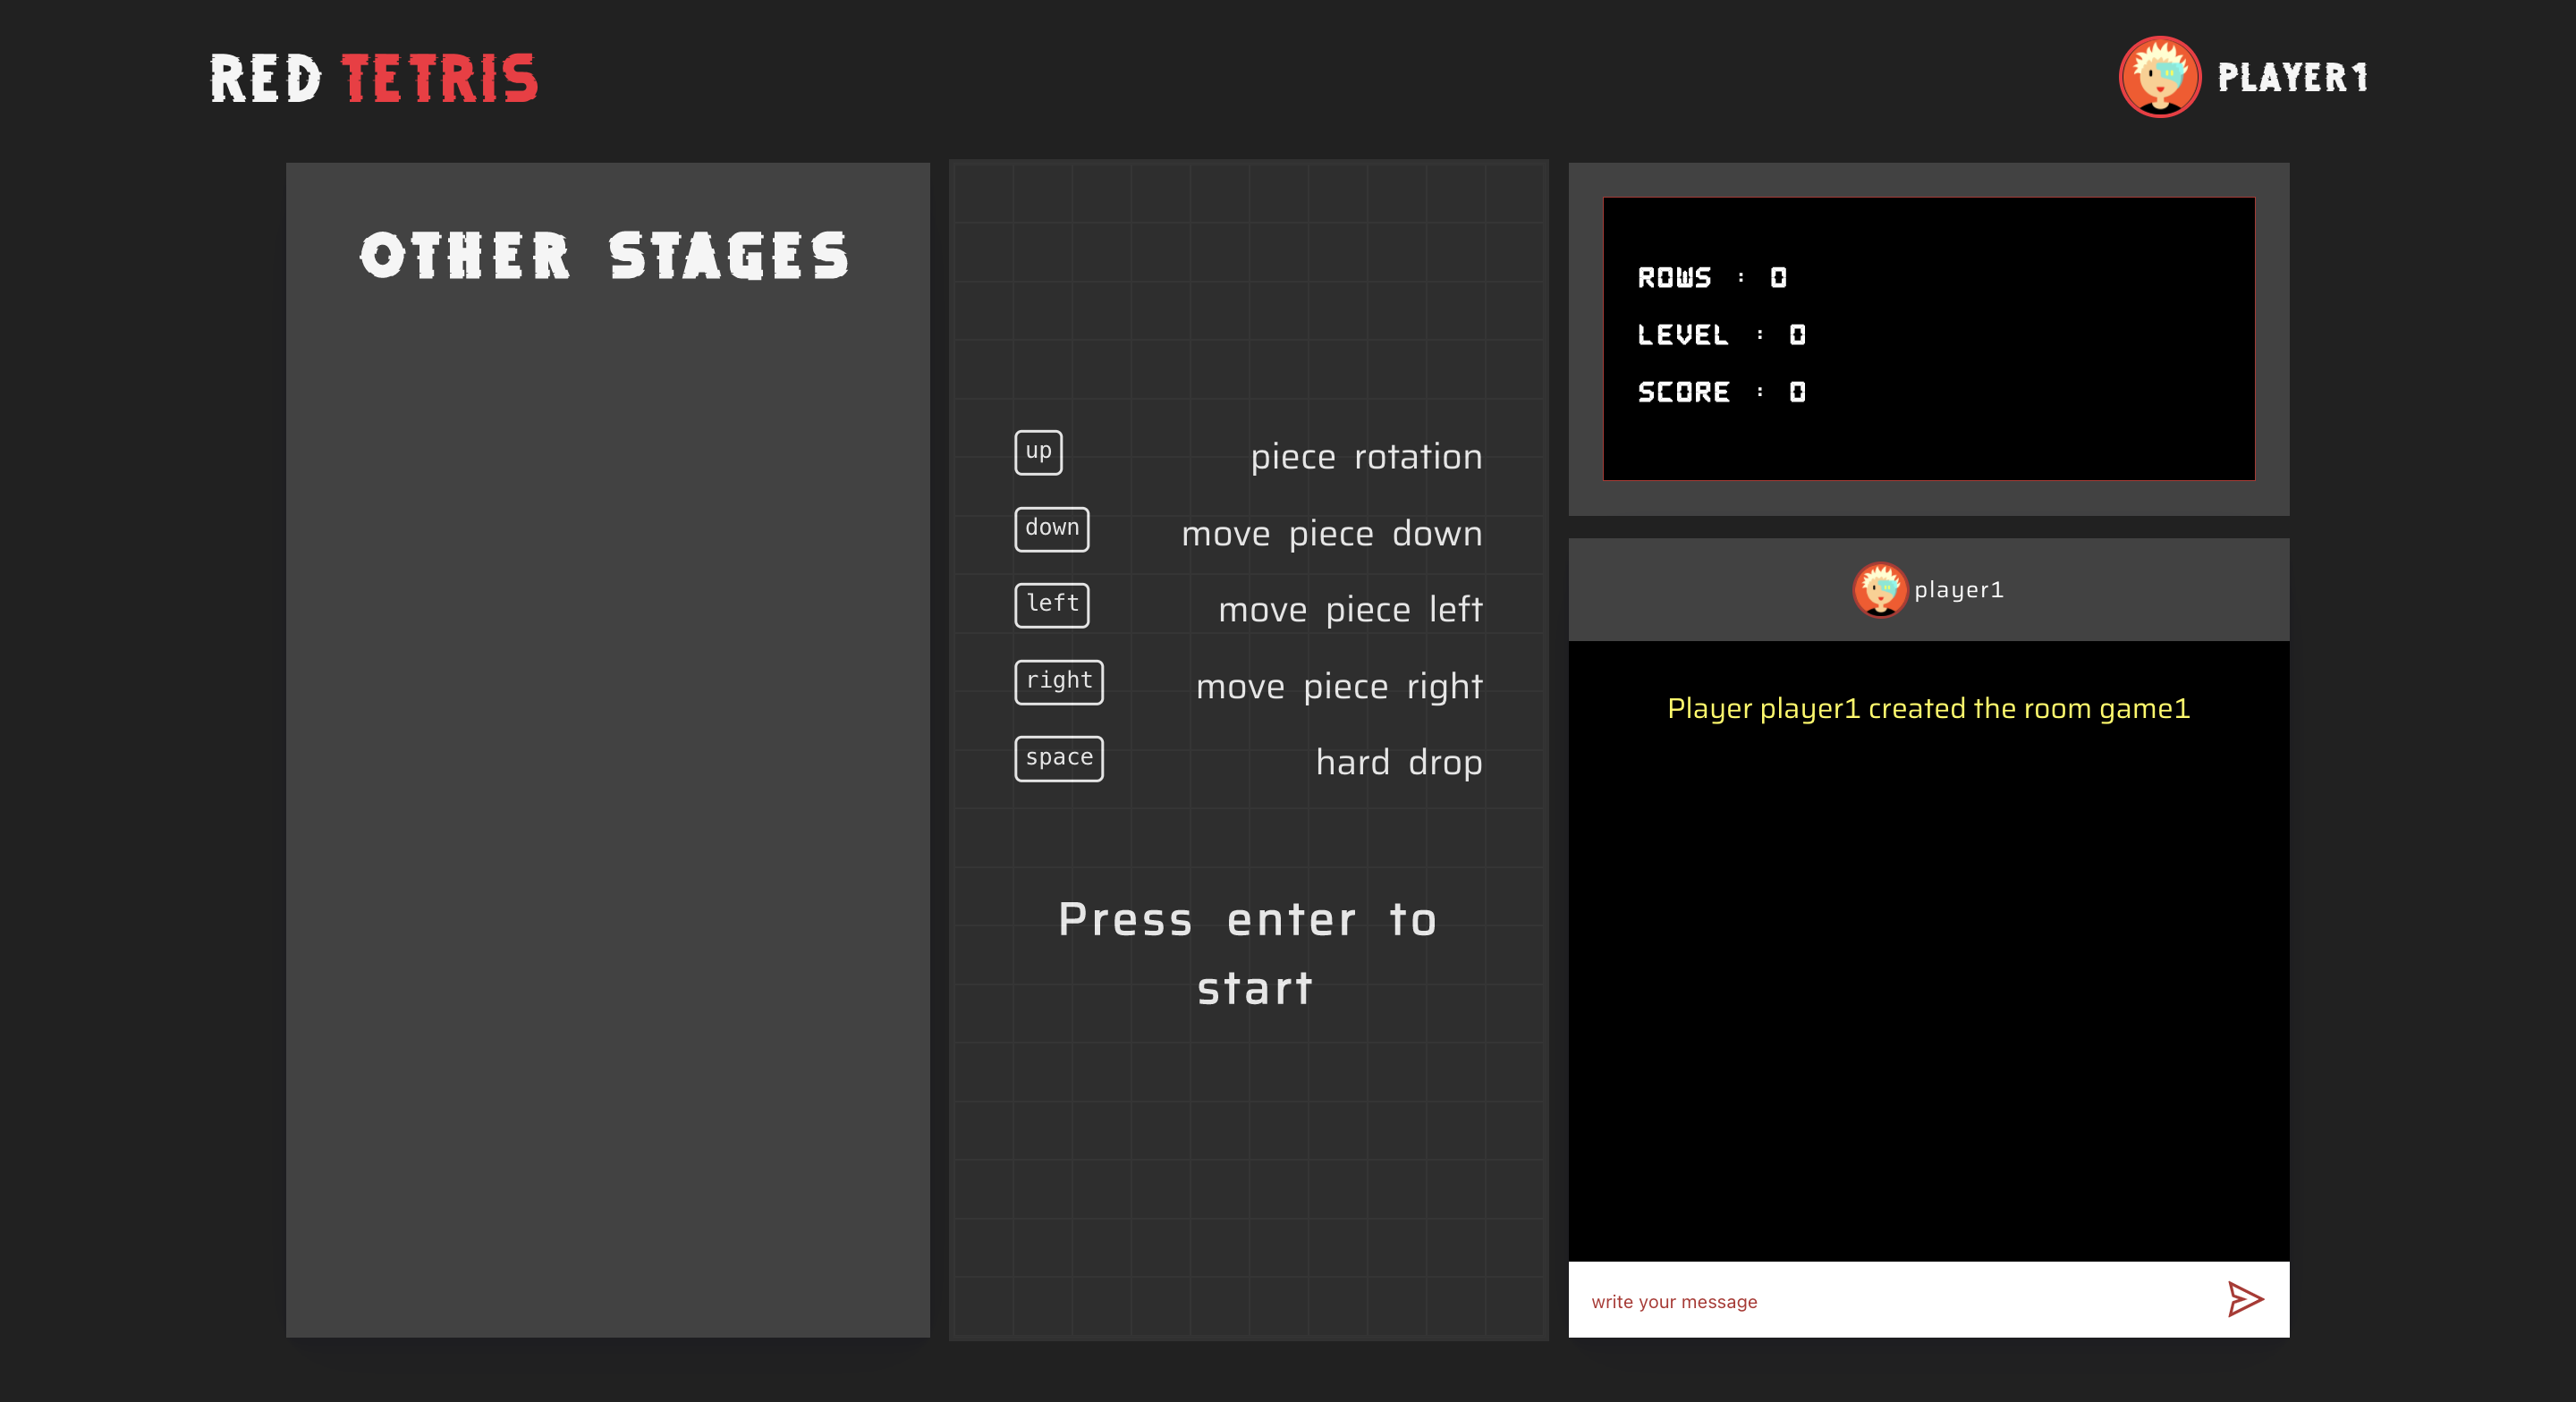 RED TETRIS
PLAYER1
OTHER STAGES
up piece rotation
down move piece down
left move piece left
right move piece right
space hard drop
Press enter to
start
ROWS : 0
LEVEL : 0
SCORE : 0
player1
Player player1 created the room game1
write your message